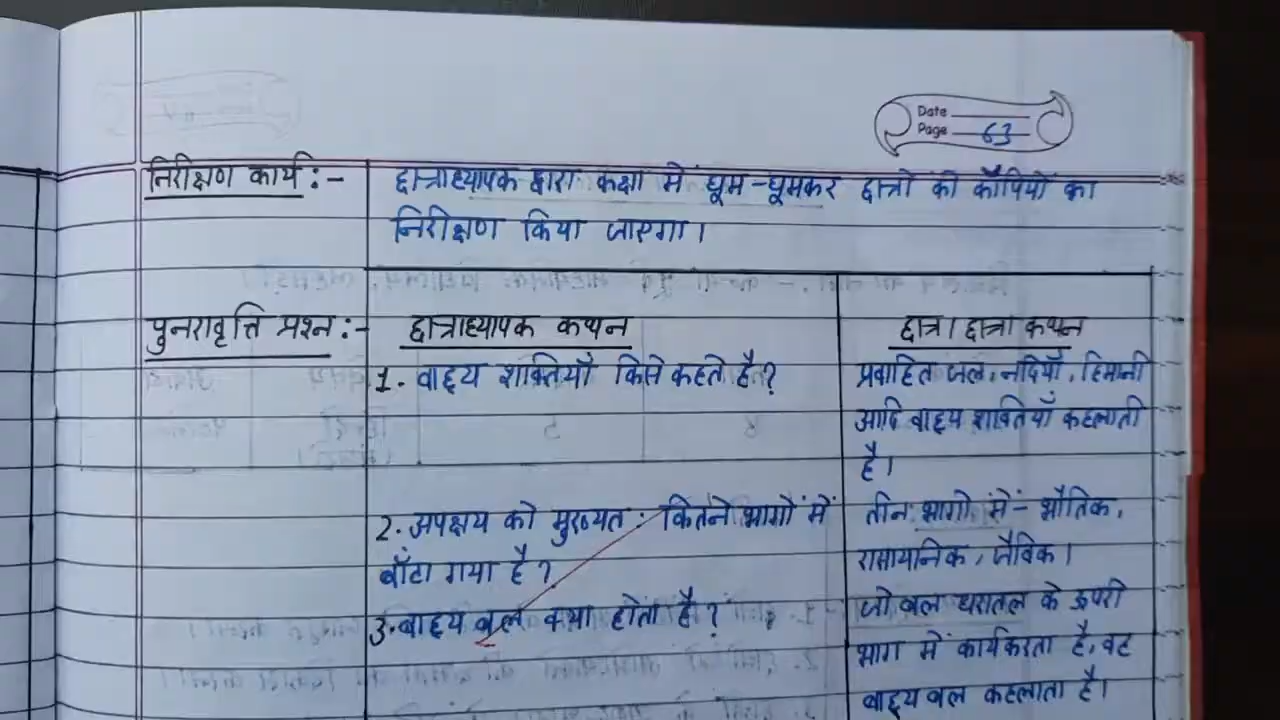 Date
Page 63
निरीक्षण कार्य :-
छात्राध्यापक द्वारा कक्षा में घूम-घूमकर छात्रों की कॉपियों का
निरीक्षण किया जाएगा।
पुनरावृत्ति प्रश्न :-
छात्राध्यापक कथन
छात्र। छात्रा कथन
1. वाह्य शक्तियाँ किसे कहते है?
प्रवाहित जल, नदियाँ, हिमानी
आदि वाह्य शक्तियाँ कहलाती
है।
2. अपक्षय को मुख्यत: कितने भागों में
बाँटा गया है?
तीन भागो में - भौतिक,
रासायनिक, जैविक।
3. वाह्य बल क्या होता है?
जो बल धरातल के ऊपरी
भाग में कार्य करता है, वह
वाह्य बल कहलाता है।